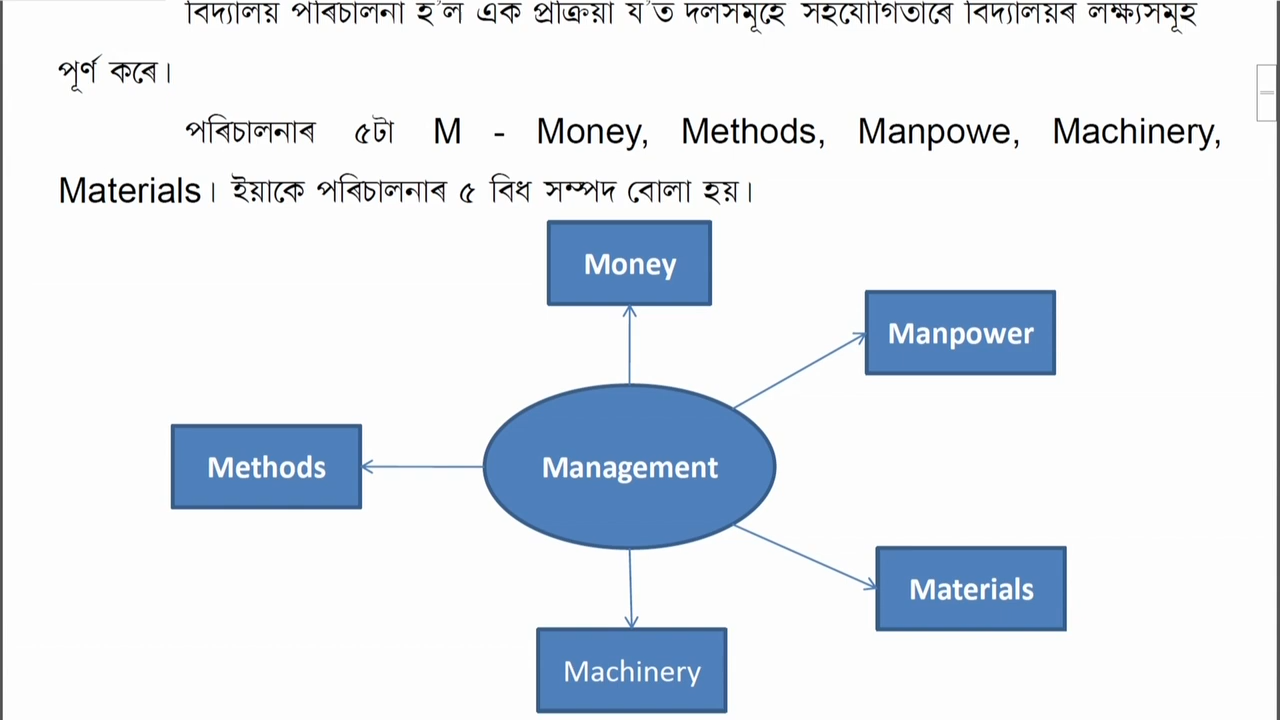 বিদ্যালয় পৰিচালনা হ'ল এক প্ৰক্ৰিয়া য'ত দলসমূহে সহযোগিতাৰে বিদ্যালয়ৰ লক্ষ্যসমূহ
পূৰ্ণ কৰে।
পৰিচালনাৰ ৫টা M - Money, Methods, Manpowe, Machinery,
Materials। ইয়াকে পৰিচালনাৰ ৫ বিধ সম্পদ বোলা হয়।
Money
Manpower
Methods
Management
Materials
Machinery